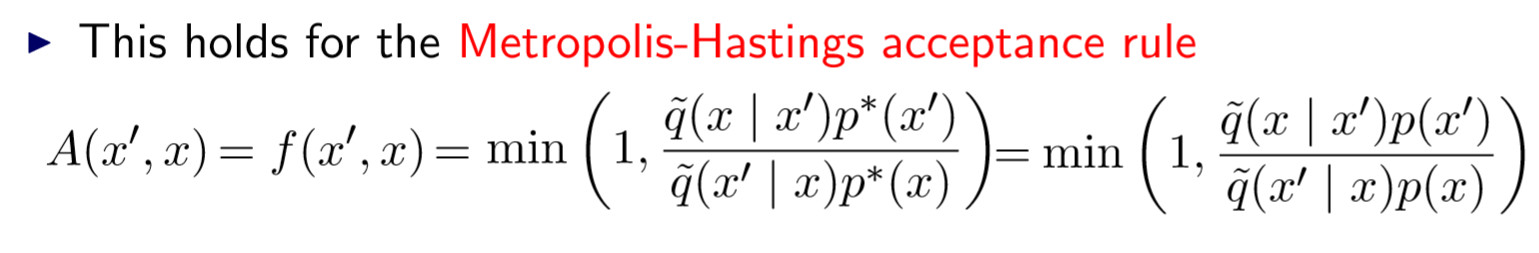 ▶ This holds for the Metropolis-Hastings acceptance rule
A(x′, x) = f(x′, x) = min(1, q̃(x | x′)p*(x′) / q̃(x′ | x)p*(x)) = min(1, q̃(x | x′)p(x′) / q̃(x′ | x)p(x))